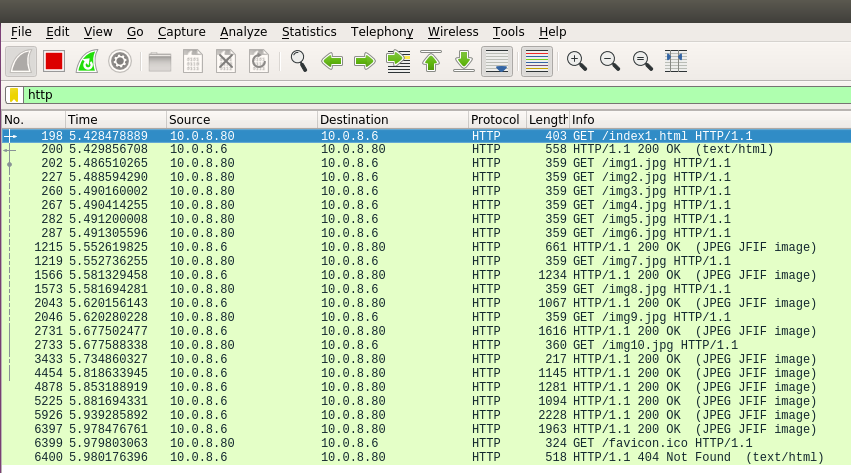 File Edit View Go Capture Analyze Statistics Telephony Wireless Tools Help
http
No. Time Source Destination Protocol Length Info
198 5.428478889 10.0.8.80 10.0.8.6 HTTP 403 GET /index1.html HTTP/1.1
200 5.429856708 10.0.8.6 10.0.8.80 HTTP 558 HTTP/1.1 200 OK (text/html)
202 5.486510265 10.0.8.80 10.0.8.6 HTTP 359 GET /img1.jpg HTTP/1.1
227 5.488594290 10.0.8.80 10.0.8.6 HTTP 359 GET /img2.jpg HTTP/1.1
260 5.490160002 10.0.8.80 10.0.8.6 HTTP 359 GET /img3.jpg HTTP/1.1
267 5.490414255 10.0.8.80 10.0.8.6 HTTP 359 GET /img4.jpg HTTP/1.1
282 5.491200008 10.0.8.80 10.0.8.6 HTTP 359 GET /img5.jpg HTTP/1.1
287 5.491305596 10.0.8.80 10.0.8.6 HTTP 359 GET /img6.jpg HTTP/1.1
1215 5.552619825 10.0.8.6 10.0.8.80 HTTP 661 HTTP/1.1 200 OK (JPEG JFIF image)
1219 5.552736255 10.0.8.80 10.0.8.6 HTTP 359 GET /img7.jpg HTTP/1.1
1566 5.581329458 10.0.8.6 10.0.8.80 HTTP 1234 HTTP/1.1 200 OK (JPEG JFIF image)
1573 5.581694281 10.0.8.80 10.0.8.6 HTTP 359 GET /img8.jpg HTTP/1.1
2043 5.620156143 10.0.8.6 10.0.8.80 HTTP 1067 HTTP/1.1 200 OK (JPEG JFIF image)
2046 5.620280228 10.0.8.80 10.0.8.6 HTTP 359 GET /img9.jpg HTTP/1.1
2731 5.677502477 10.0.8.6 10.0.8.80 HTTP 1616 HTTP/1.1 200 OK (JPEG JFIF image)
2733 5.677588338 10.0.8.80 10.0.8.6 HTTP 360 GET /img10.jpg HTTP/1.1
3433 5.734860327 10.0.8.6 10.0.8.80 HTTP 217 HTTP/1.1 200 OK (JPEG JFIF image)
4454 5.818633945 10.0.8.6 10.0.8.80 HTTP 1145 HTTP/1.1 200 OK (JPEG JFIF image)
4878 5.853188919 10.0.8.6 10.0.8.80 HTTP 1281 HTTP/1.1 200 OK (JPEG JFIF image)
5225 5.881694331 10.0.8.6 10.0.8.80 HTTP 1094 HTTP/1.1 200 OK (JPEG JFIF image)
5926 5.939285892 10.0.8.6 10.0.8.80 HTTP 2228 HTTP/1.1 200 OK (JPEG JFIF image)
6397 5.978476761 10.0.8.6 10.0.8.80 HTTP 1963 HTTP/1.1 200 OK (JPEG JFIF image)
6399 5.979803063 10.0.8.80 10.0.8.6 HTTP 324 GET /favicon.ico HTTP/1.1
6400 5.980176396 10.0.8.6 10.0.8.80 HTTP 518 HTTP/1.1 404 Not Found (text/html)